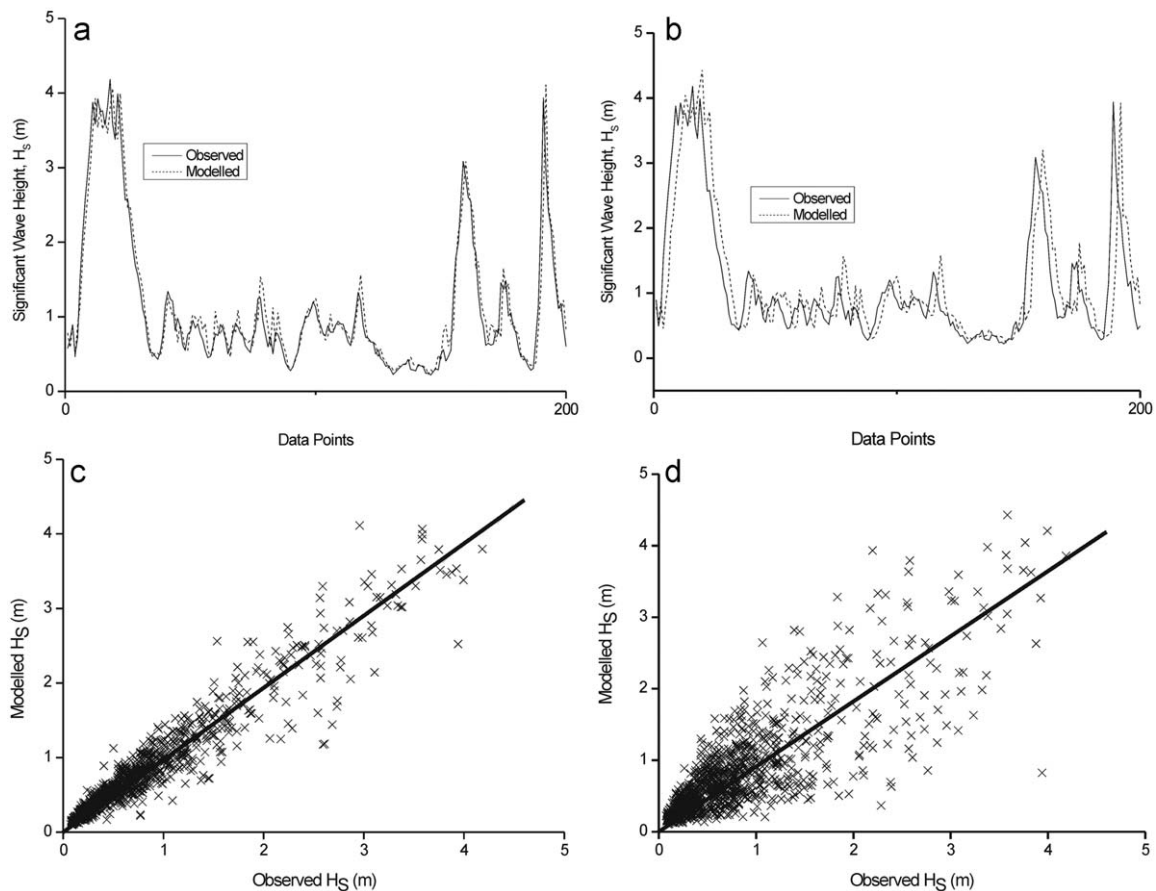 a
Significant Wave Height, HS (m)
5
4
3
2
1
0
Observed
Modelled
0
200
Data Points
b
Significant Wave Height, HS (m)
5
4
3
2
1
0
Observed
Modelled
0
200
Data Points
c
Modelled HS (m)
5
4
3
2
1
0
0 1 2 3 4 5
Observed HS (m)
d
Modelled HS (m)
5
4
3
2
1
0
0 1 2 3 4 5
Observed HS (m)